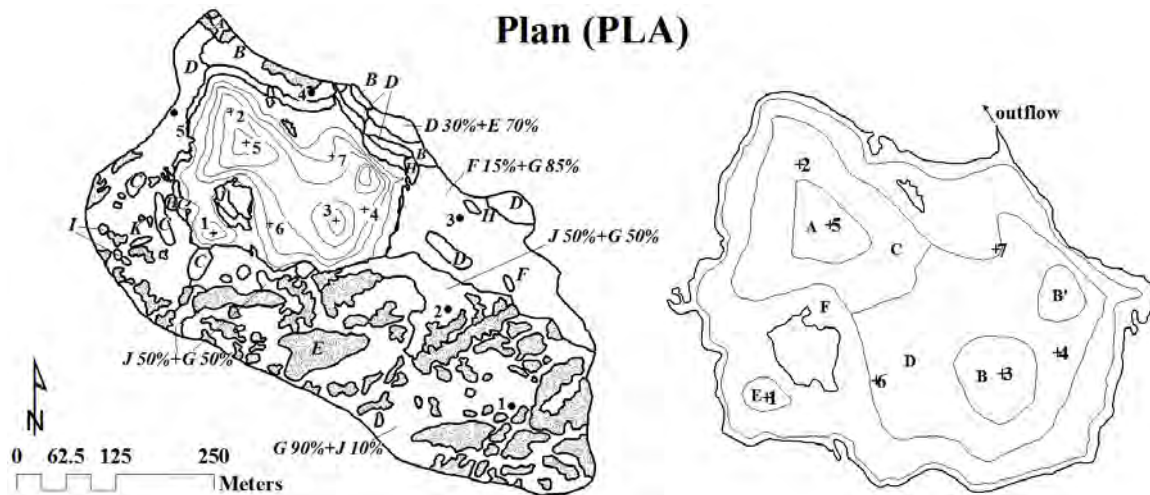 Plan (PLA)
B
D
B
D
4
D 30%+E 70%
B
outflow
5
2
5
7
F 15%+G 85%
H
H
D
3
I
K
C
C
1
3
4
6
D
F
J 50%+G 50%
2
E
J 50%+G 50%
1
D
G 90%+J 10%
N
0 62.5 125 250
Meters
2
A 5
C
7
B'
F
4
D
B 3
6
E 1